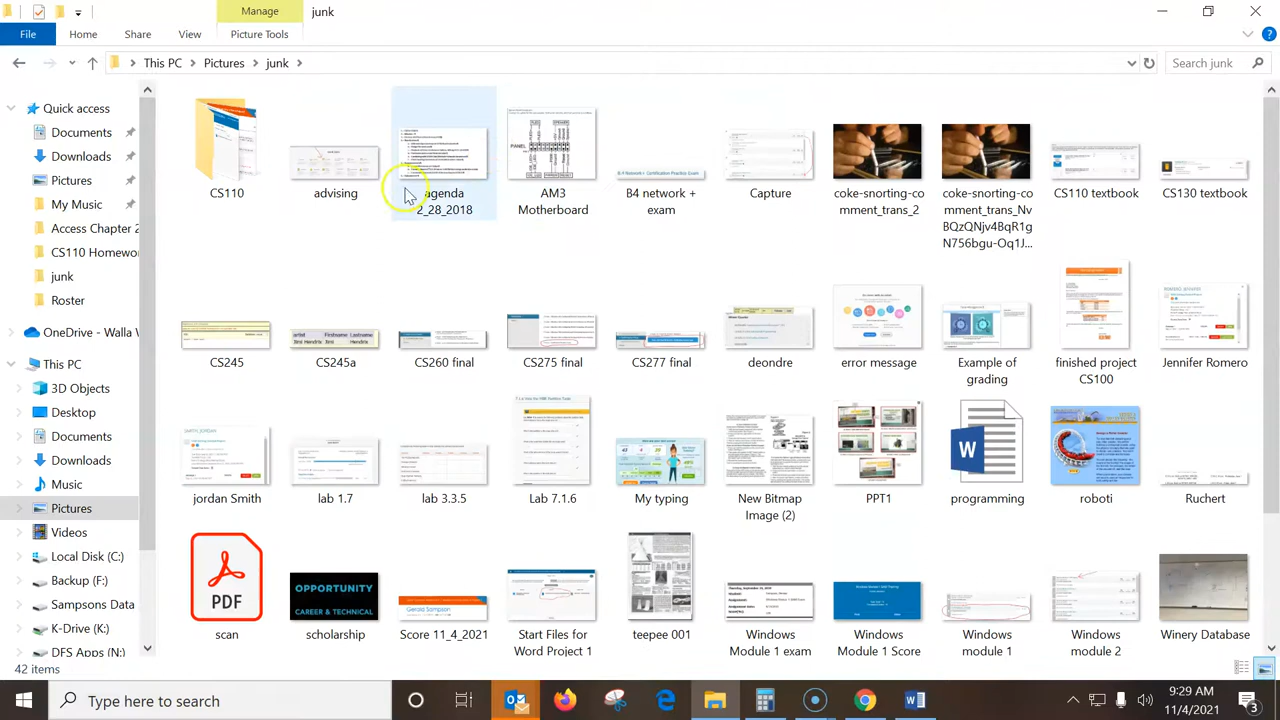 Manage
junk
File
Home
Share
View
Picture Tools
This PC
Pictures
junk
Search junk
Quick access
Documents
Downloads
Pictures
My Music
Access Chapter 2
CS110 Homewo
junk
Roster
OneDrive - Walla
This PC
3D Objects
Desktop
Documents
Downloads
Music
Pictures
Videos
Local Disk (C:)
Backup (F:)
Simmons Data
K Drive (K:)
DFS Apps (N:)
CS110
advising
agenda
2_28_2018
AM3
Motherboard
B4 network +
exam
Capture
coke-snorting-co
mment_trans_2
coke-snorting-co
mment_trans_Nv
BQzQNjv4BqR1g
N756bgu-Oq1J...
CS110 textbook
CS130 textbook
PANEL
CS245
CS245a
CS260 final
CS275 final
CS277 final
deondre
error message
Example of
grading
finished project
CS100
Jennifer Romero
jordan Smith
lab 1.7
lab 3.3.5
Lab 7.1.6
My typing
New Bitmap
Image (2)
PPT1
programming
roboti
Ruchert
PDF
OPPORTUNITY
CAREER & TECHNICAL
scan
scholarship
Score 11_4_2021
Start Files for
Word Project 1
teepee 001
Windows
Module 1 exam
Windows
Module 1 Score
Windows
module 1
Windows
module 2
Winery Database
42 items
Type here to search
9:29 AM
11/4/2021
3